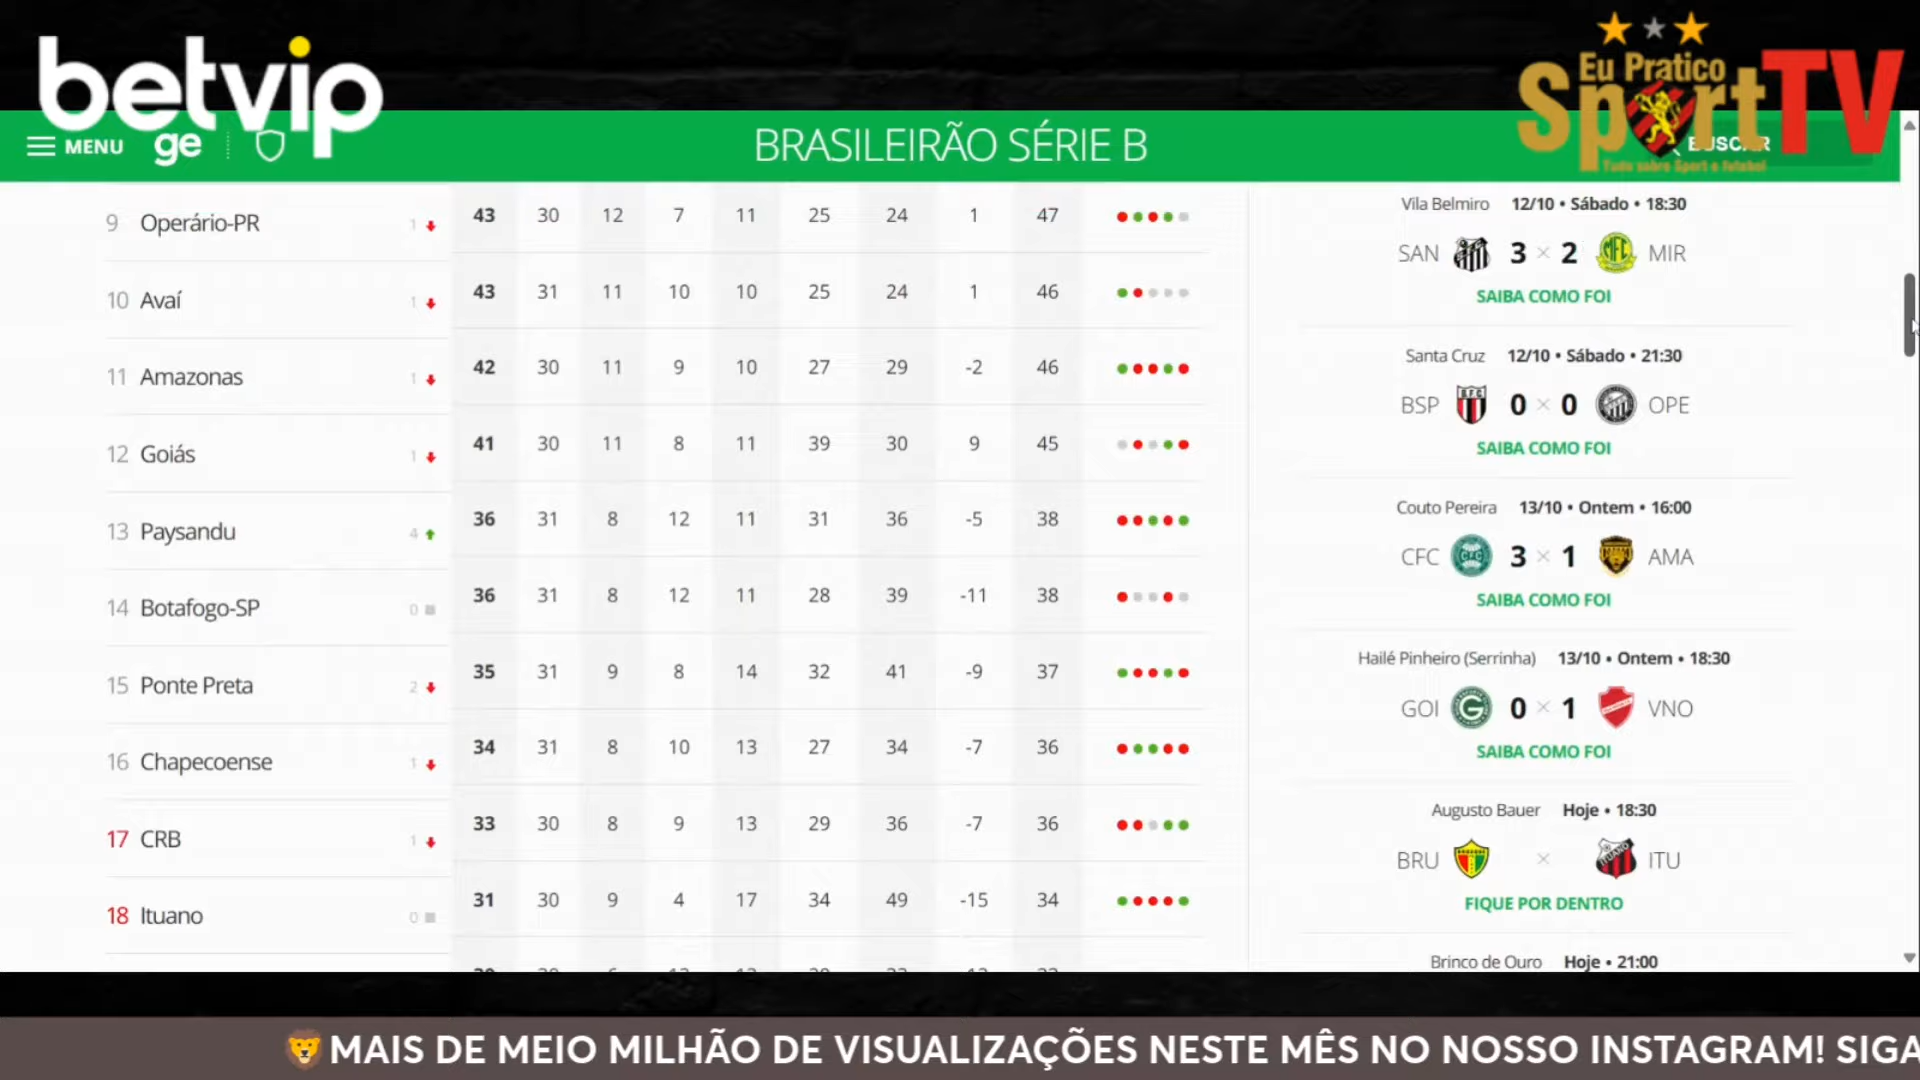 betvip
Eu Pratico
Sport TV
Tudo sobre Sport e futebol
MENU ge
BRASILEIRÃO SÉRIE B
BUSCAR
9 Operário-PR 1 43 30 12 7 11 25 24 1 47
10 Avaí 1 43 31 11 10 10 25 24 1 46
11 Amazonas 1 42 30 11 9 10 27 29 -2 46
12 Goiás 1 41 30 11 8 11 39 30 9 45
13 Paysandu 4 36 31 8 12 11 31 36 -5 38
14 Botafogo-SP 0 36 31 8 12 11 28 39 -11 38
15 Ponte Preta 2 35 31 9 8 14 32 41 -9 37
16 Chapecoense 1 34 31 8 10 13 27 34 -7 36
17 CRB 1 33 30 8 9 13 29 36 -7 36
18 Ituano 0 31 30 9 4 17 34 49 -15 34
Vila Belmiro 12/10 • Sábado • 18:30
SAN 3 × 2 MIR
SAIBA COMO FOI
Santa Cruz 12/10 • Sábado • 21:30
BSP 0 × 0 OPE
SAIBA COMO FOI
Couto Pereira 13/10 • Ontem • 16:00
CFC 3 × 1 AMA
SAIBA COMO FOI
Hailé Pinheiro (Serrinha) 13/10 • Ontem • 18:30
GOI 0 × 1 VNO
SAIBA COMO FOI
Augusto Bauer Hoje • 18:30
BRU × ITU
FIQUE POR DENTRO
Brinco de Ouro Hoje • 21:00
MAIS DE MEIO MILHÃO DE VISUALIZAÇÕES NESTE MÊS NO NOSSO INSTAGRAM! SIGA